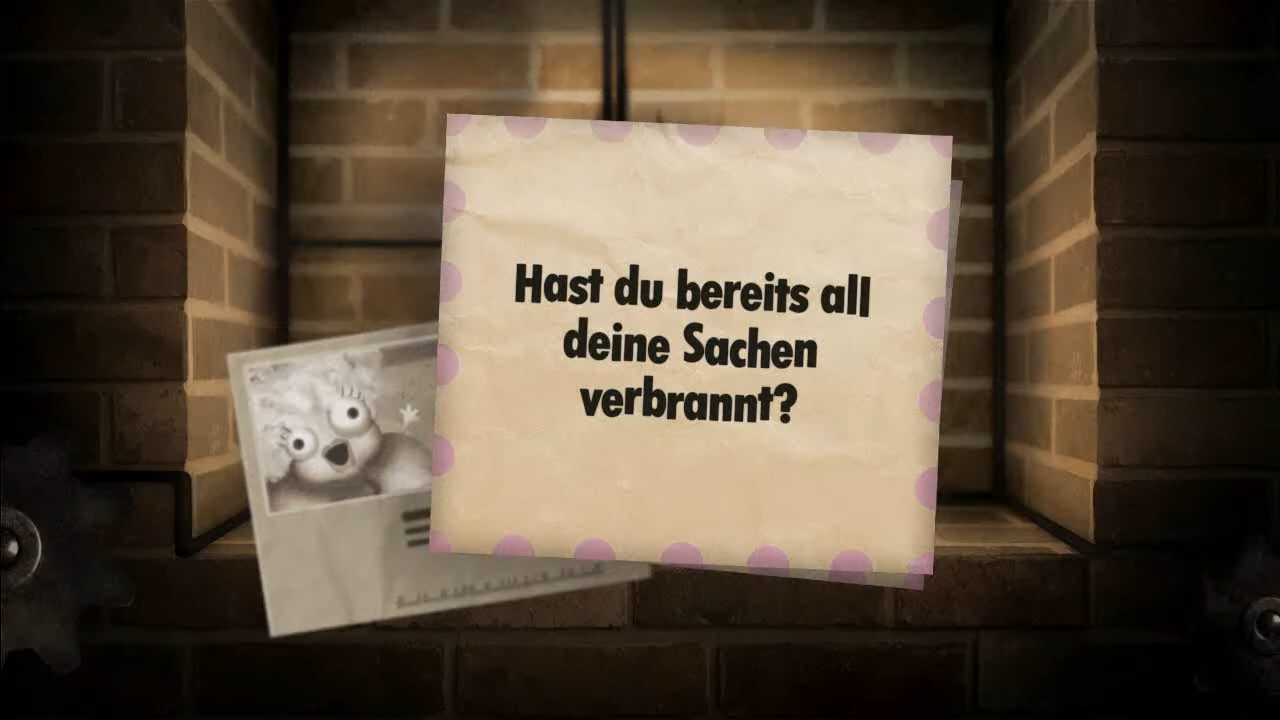 Hast du bereits all
deine Sachen
verbrannt?